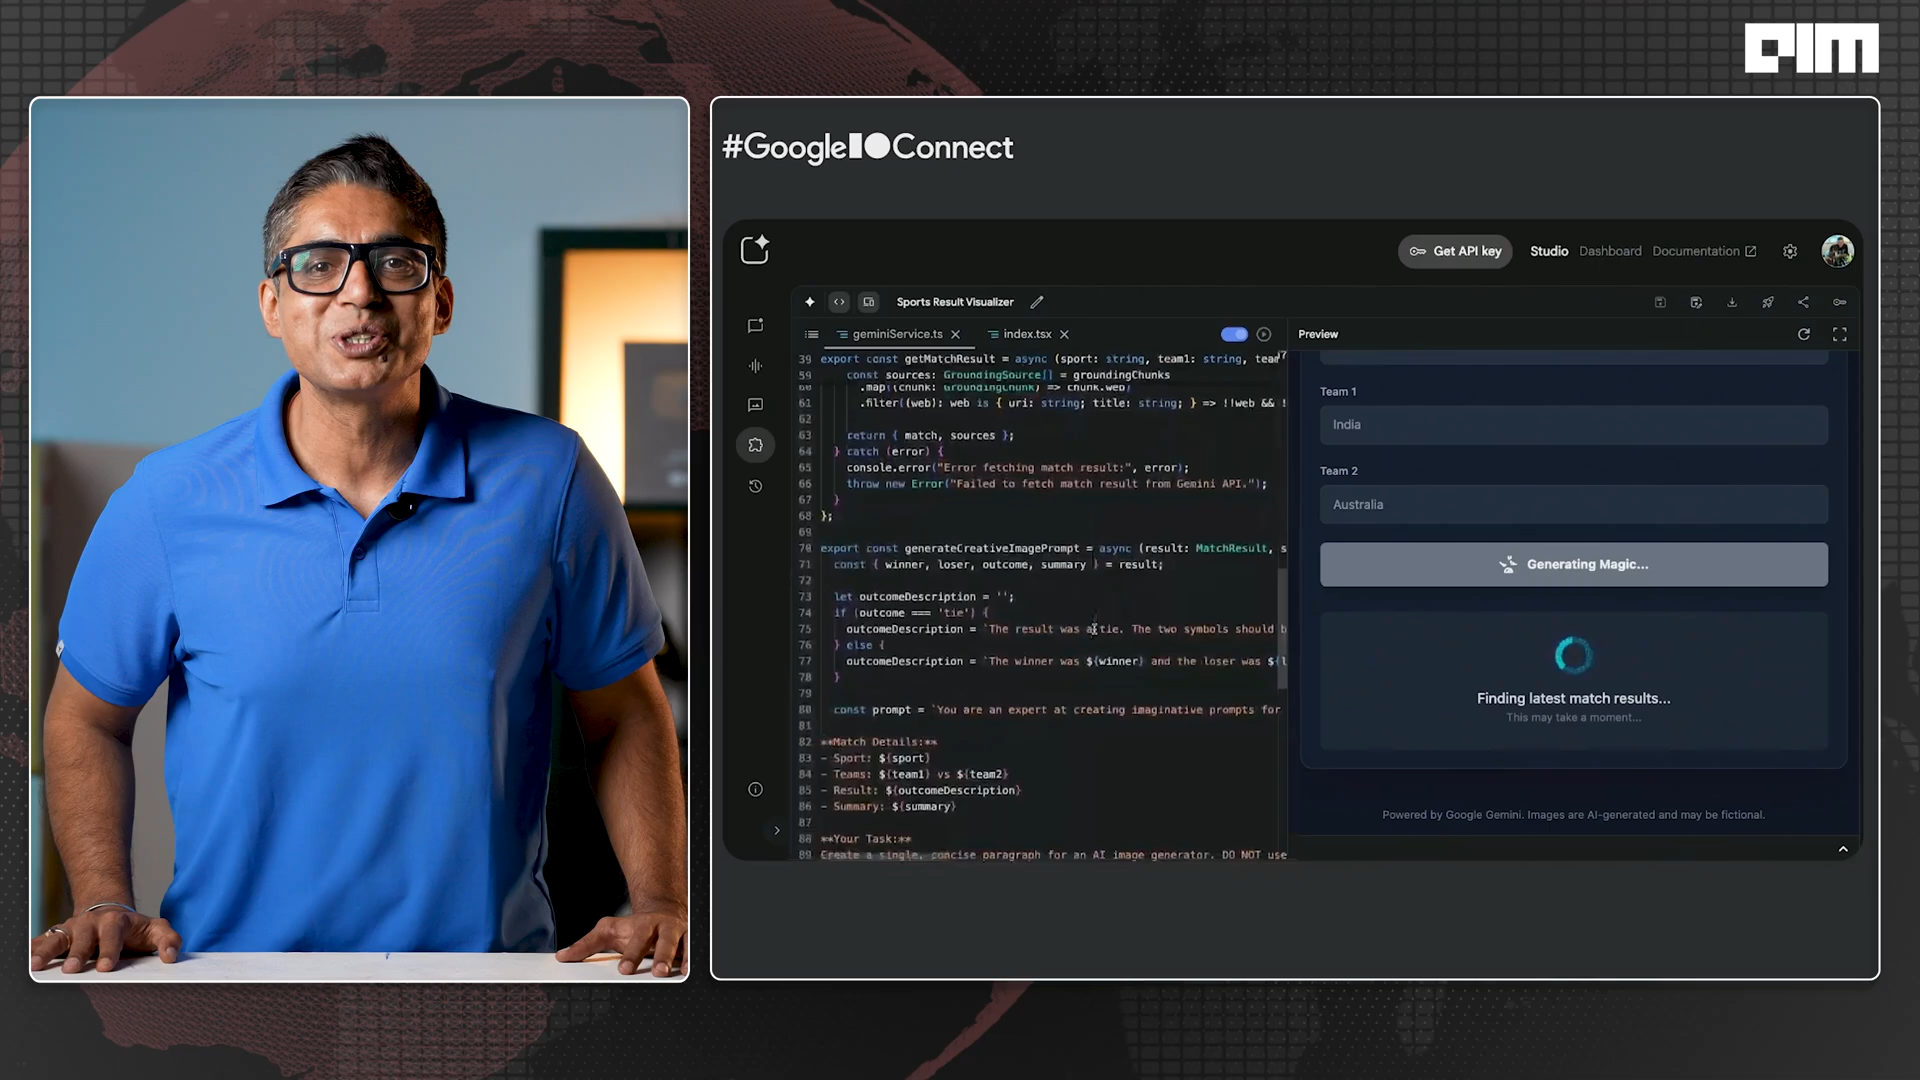 AIM
#GoogleIOConnect
Get API key
Studio
Dashboard
Documentation
Sports Result Visualizer
geminiService.ts
index.tsx
Preview
39 export const getMatchResult = async (sport: string, team1: string, team
59 const sources: GroundingSource[] = groundingChunks
60 .map((chunk: GroundingChunk) => chunk.web)
61 .filter((web): web is { uri: string; title: string; } => !!web && !
62
63 return { match, sources };
64 } catch (error) {
65 console.error("Error fetching match result:", error);
66 throw new Error("Failed to fetch match result from Gemini API.");
67 }
68 };
69
70 export const generateCreativeImagePrompt = async (result: MatchResult, s
71 const { winner, loser, outcome, summary } = result;
72
73 let outcomeDescription = '';
74 if (outcome === 'tie') {
75 outcomeDescription = `The result was a tie. The two symbols should b
76 } else {
77 outcomeDescription = `The winner was ${winner} and the loser was ${l
78 }
79
80 const prompt = `You are an expert at creating imaginative prompts for
81
82 **Match Details:**
83 - Sport: ${sport}
84 - Teams: ${team1} vs ${team2}
85 - Result: ${outcomeDescription}
86 - Summary: ${summary}
87
88 **Your Task:**
89 Create a single, concise paragraph for an AI image generator. DO NOT use
Team 1
India
Team 2
Australia
Generating Magic...
Finding latest match results...
This may take a moment...
Powered by Google Gemini. Images are AI-generated and may be fictional.